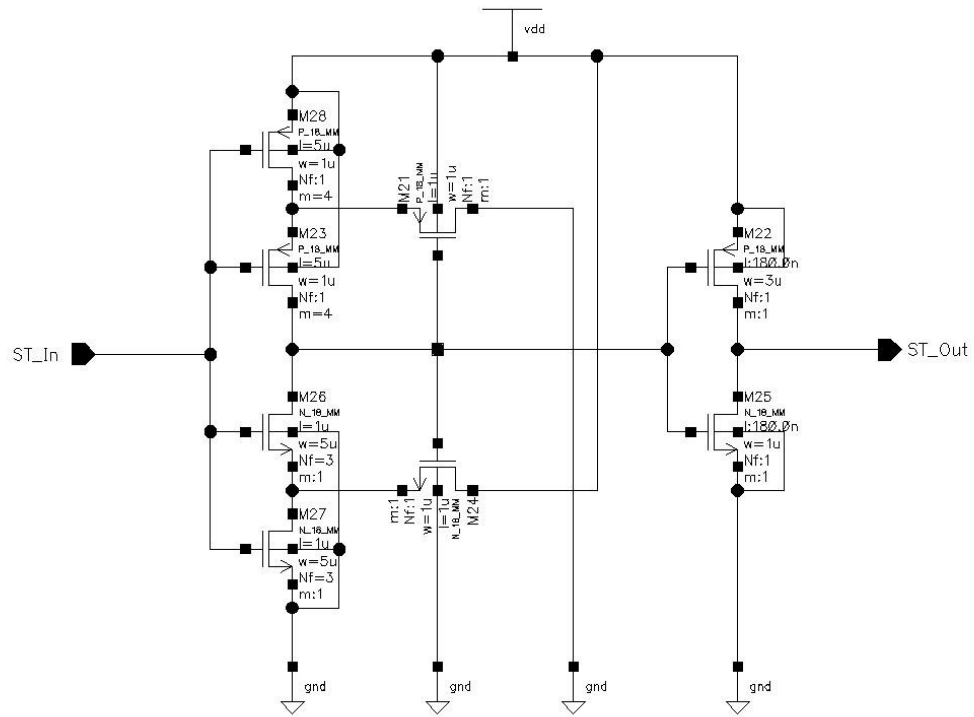 vdd
M28
P_18_MM
l=5u
w=1u
Nf:1
m=4
M21
P_18_MM
l=1u
w=1u
Nf:1
m:1
M23
P_18_MM
l=5u
w=1u
Nf:1
m=4
M22
P_18_MM
l:180.0n
w=3u
Nf:1
m:1
ST_In
ST_Out
M26
N_18_MM
l=1u
w=5u
Nf=3
m:1
M25
N_18_MM
l:180.0n
w=1u
Nf:1
m:1
m:1
Nf:1
w=1u
l=1u
N_18_MM
M24
M27
N_18_MM
l=1u
w=5u
Nf=3
m:1
gnd
gnd
gnd
gnd